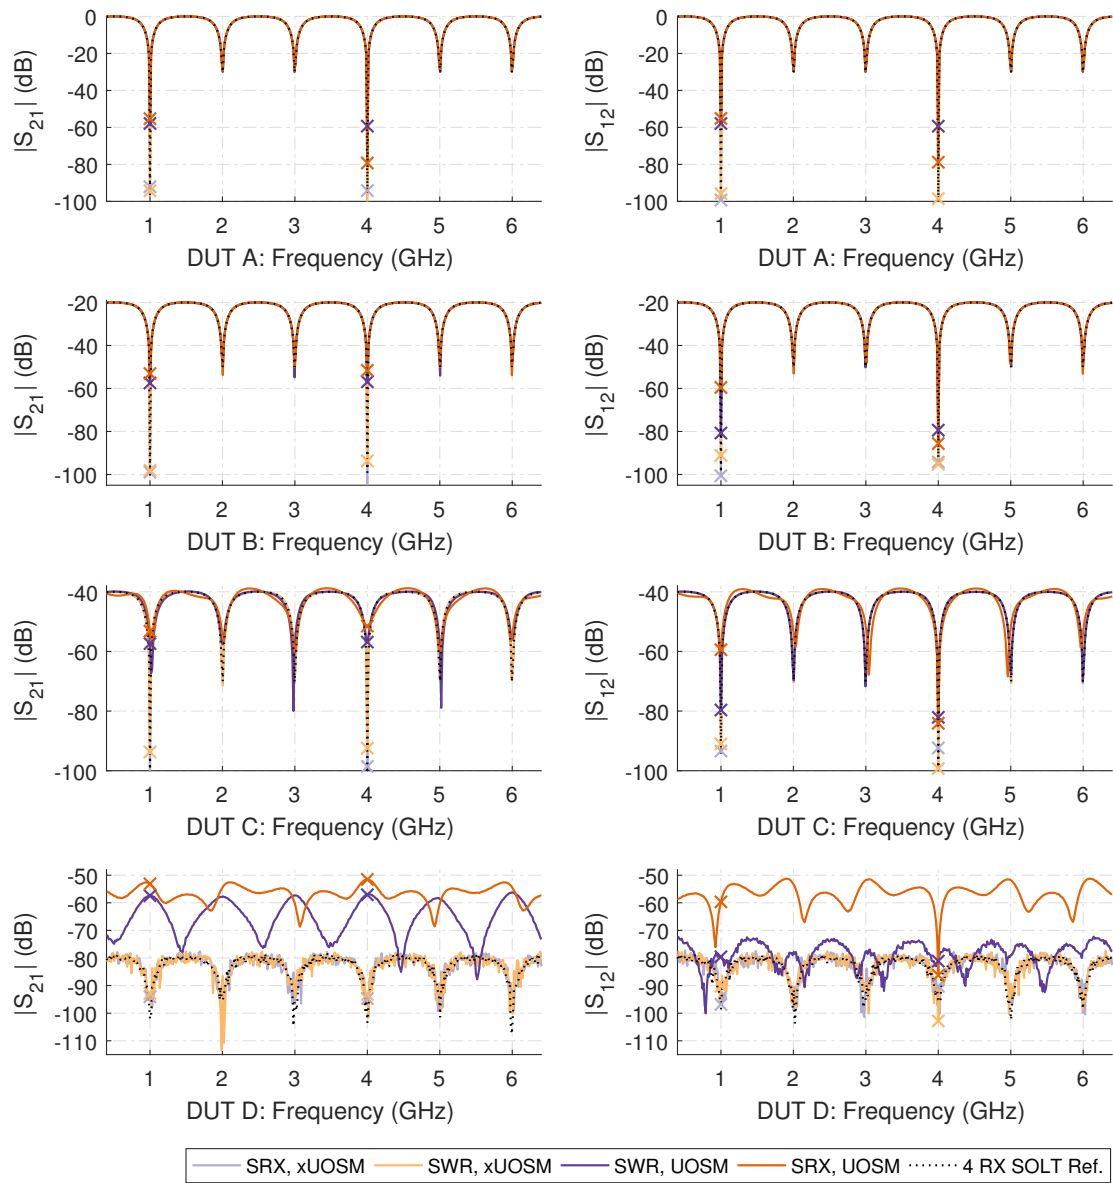 0
-20
-40
-60
-80
-100
|S21| (dB)
1 2 3 4 5 6
DUT A: Frequency (GHz)
0
-20
-40
-60
-80
-100
|S12| (dB)
1 2 3 4 5 6
DUT A: Frequency (GHz)
-20
-40
-60
-80
-100
|S21| (dB)
1 2 3 4 5 6
DUT B: Frequency (GHz)
-20
-40
-60
-80
-100
|S12| (dB)
1 2 3 4 5 6
DUT B: Frequency (GHz)
-40
-60
-80
-100
|S21| (dB)
1 2 3 4 5 6
DUT C: Frequency (GHz)
-40
-60
-80
-100
|S12| (dB)
1 2 3 4 5 6
DUT C: Frequency (GHz)
-50
-60
-70
-80
-90
-100
-110
|S21| (dB)
1 2 3 4 5 6
DUT D: Frequency (GHz)
-50
-60
-70
-80
-90
-100
-110
|S12| (dB)
1 2 3 4 5 6
DUT D: Frequency (GHz)
SRX, xUOSM SWR, xUOSM SWR, UOSM SRX, UOSM 4 RX SOLT Ref.